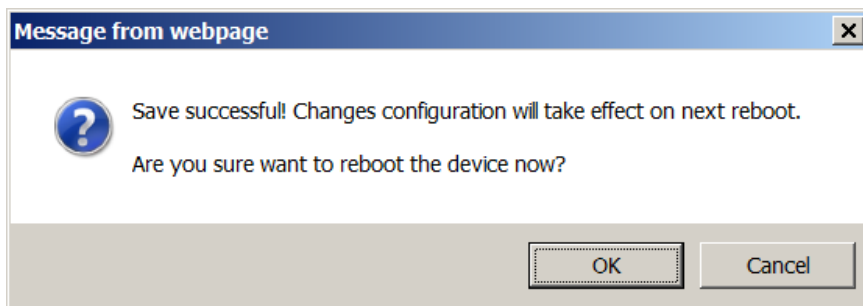 Message from webpage
Save successful! Changes configuration will take effect on next reboot.
Are you sure want to reboot the device now?
OK
Cancel